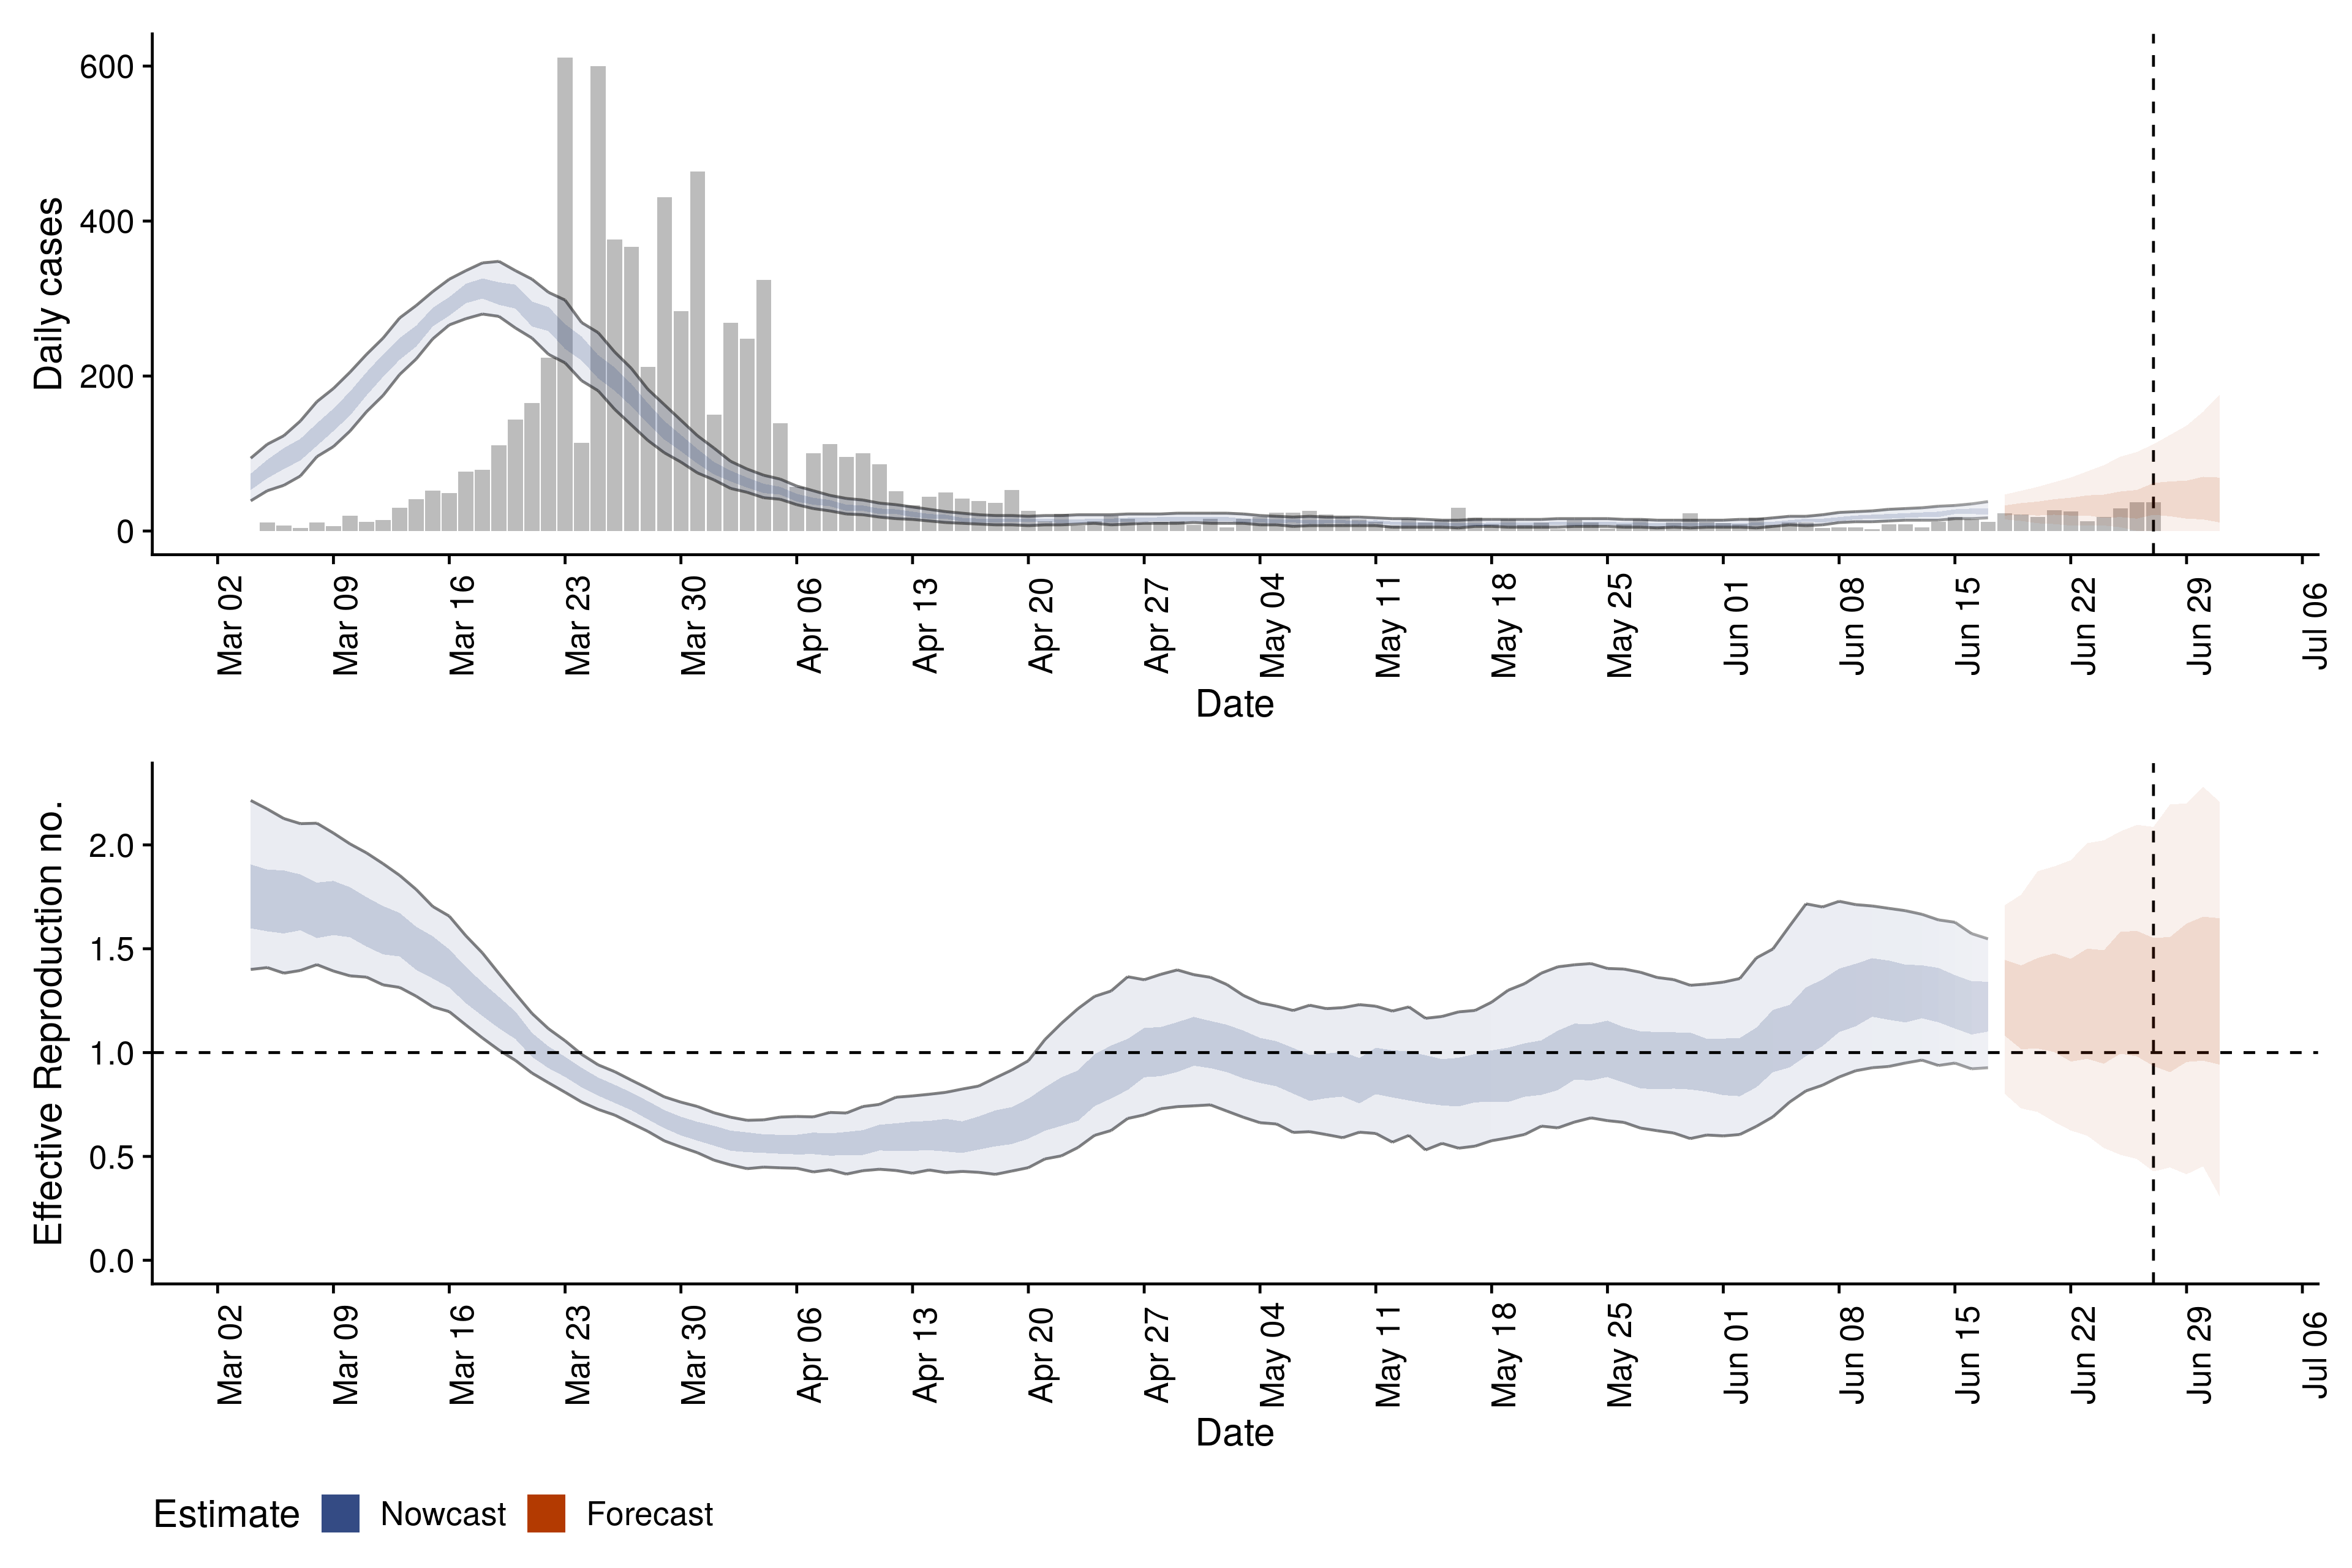 Daily cases
600
400
200
0
Mar 02
Mar 09
Mar 16
Mar 23
Mar 30
Apr 06
Apr 13
Apr 20
Apr 27
May 04
May 11
May 18
May 25
Jun 01
Jun 08
Jun 15
Jun 22
Jun 29
Jul 06
Date
Effective Reproduction no.
2.0
1.5
1.0
0.5
0.0
Mar 02
Mar 09
Mar 16
Mar 23
Mar 30
Apr 06
Apr 13
Apr 20
Apr 27
May 04
May 11
May 18
May 25
Jun 01
Jun 08
Jun 15
Jun 22
Jun 29
Jul 06
Date
Estimate Nowcast Forecast